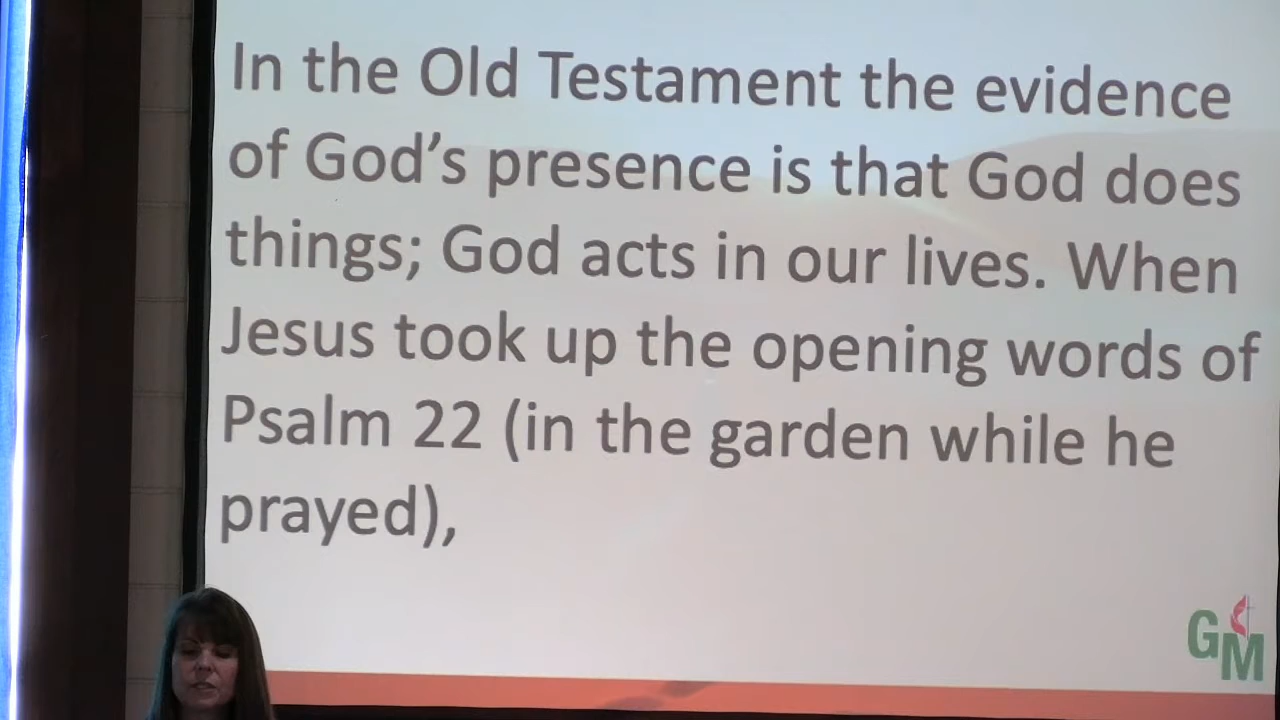 In the Old Testament the evidence
of God's presence is that God does
things; God acts in our lives. When
Jesus took up the opening words of
Psalm 22 (in the garden while he
prayed),
GM